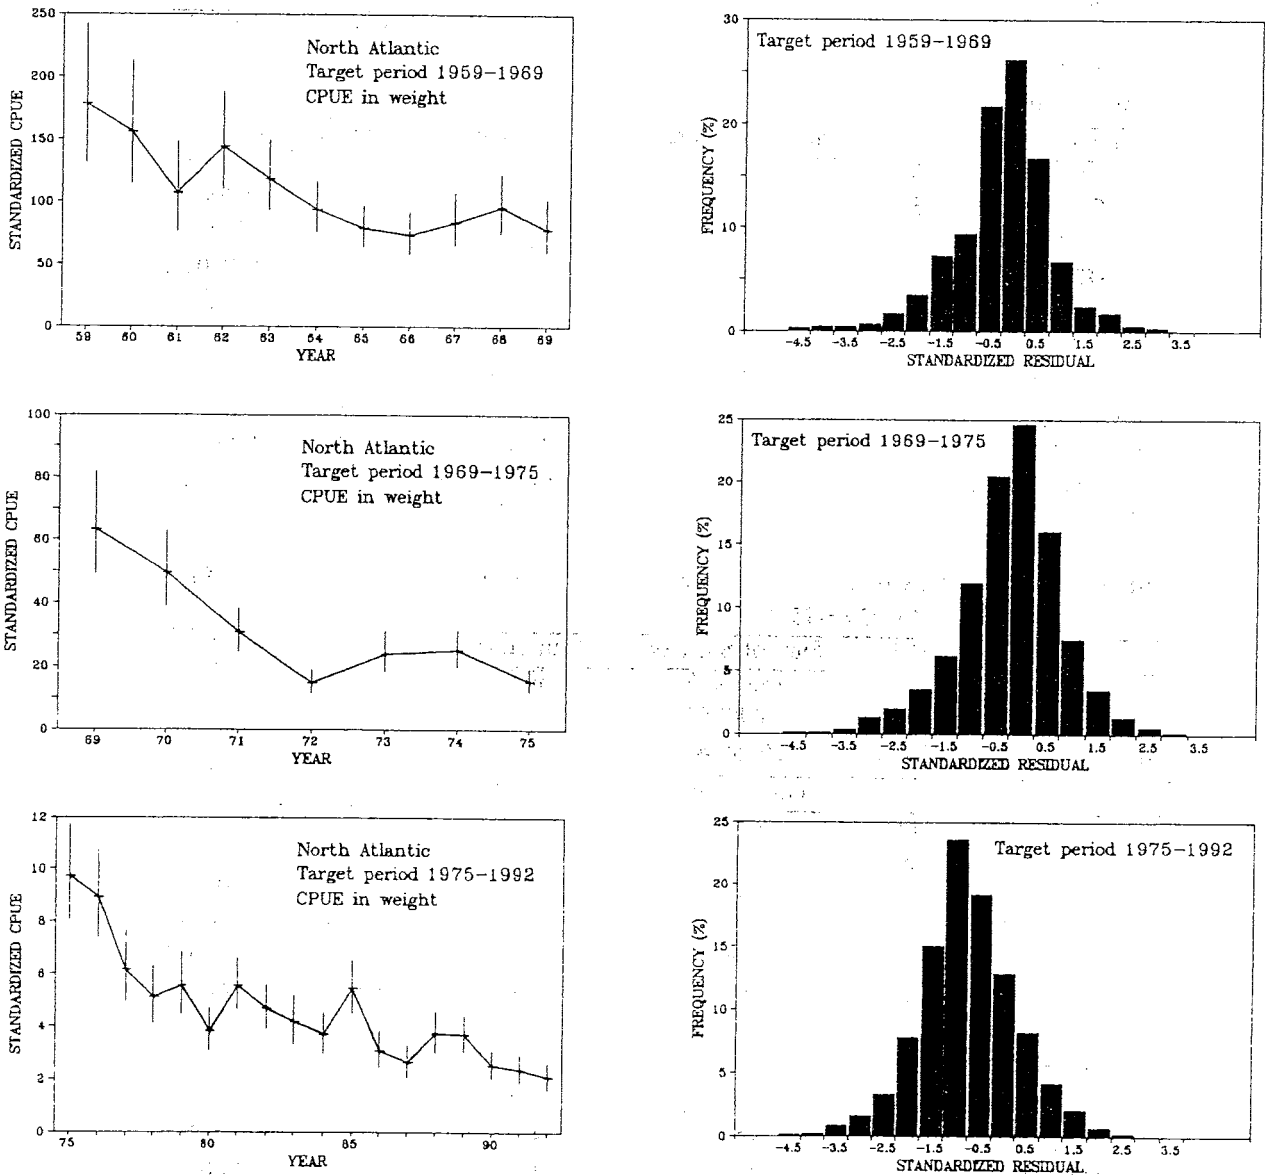 250
200
150
100
50
0
STANDARDIZED CPUE
North Atlantic
Target period 1959-1969
CPUE in weight
59 60 61 62 63 64 65 66 67 68 69
YEAR
30
20
10
0
FREQUENCY (%)
Target period 1959-1969
-4.5 -3.5 -2.5 -1.5 -0.5 0.5 1.5 2.5 3.5
STANDARDIZED RESIDUAL
100
80
60
40
20
0
STANDARDIZED CPUE
North Atlantic
Target period 1969-1975
CPUE in weight
69 70 71 72 73 74 75
YEAR
25
20
15
10
5
0
FREQUENCY (%)
Target period 1969-1975
-4.5 -3.5 -2.5 -1.5 -0.5 0.5 1.5 2.5 3.5
STANDARDIZED RESIDUAL
12
10
8
6
4
2
0
STANDARDIZED CPUE
North Atlantic
Target period 1975-1992
CPUE in weight
75 80 85 90
YEAR
25
20
15
10
5
0
FREQUENCY (%)
Target period 1975-1992
-4.5 -3.5 -2.5 -1.5 -0.5 0.5 1.5 2.5 3.5
STANDARDIZED RESIDUAL